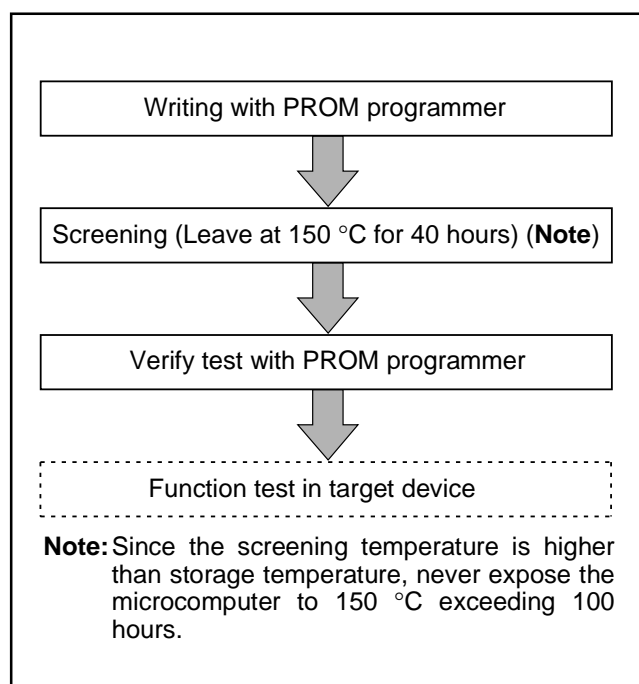 Writing with PROM programmer
Screening (Leave at 150 °C for 40 hours) (Note)
Verify test with PROM programmer
Function test in target device
Note: Since the screening temperature is higher
than storage temperature, never expose the
microcomputer to 150 °C exceeding 100
hours.